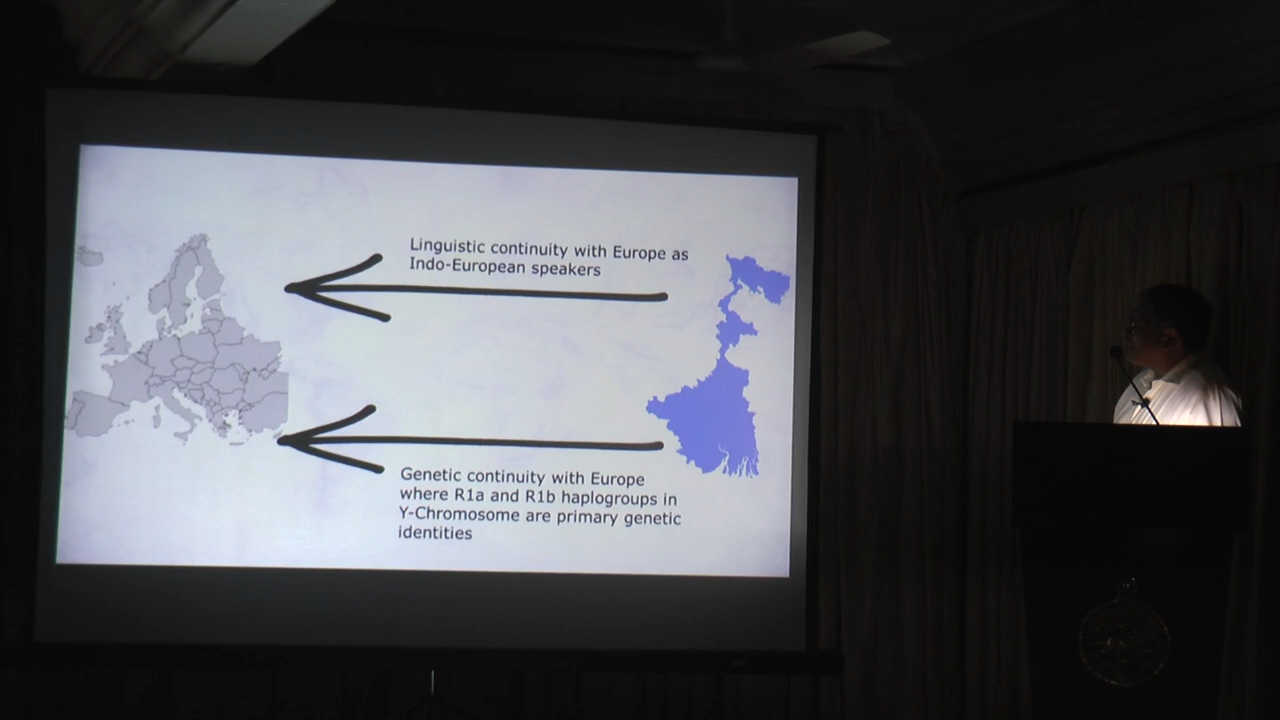 Linguistic continuity with Europe as
Indo-European speakers
Genetic continuity with Europe
where R1a and R1b haplogroups in
Y-Chromosome are primary genetic
identities